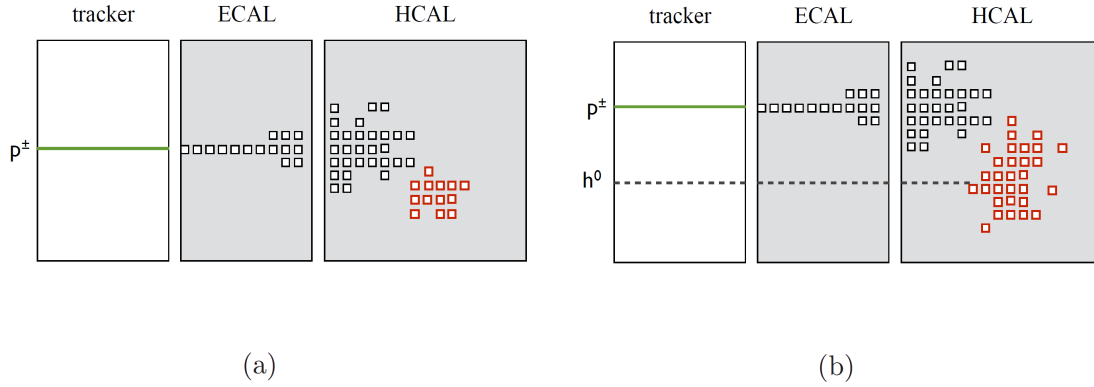 tracker ECAL HCAL
p±
(a)
tracker ECAL HCAL
p±
h⁰
(b)